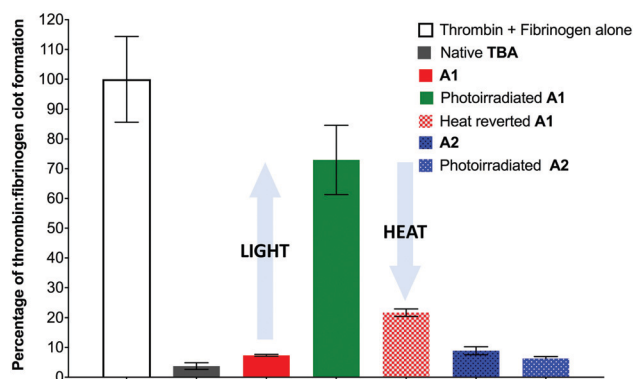 Percentage of thrombin:fibrinogen clot formation
120
110
100
90
80
70
60
50
40
30
20
10
0
LIGHT
HEAT
Thrombin + Fibrinogen alone
Native TBA
A1
Photoirradiated A1
Heat reverted A1
A2
Photoirradiated A2